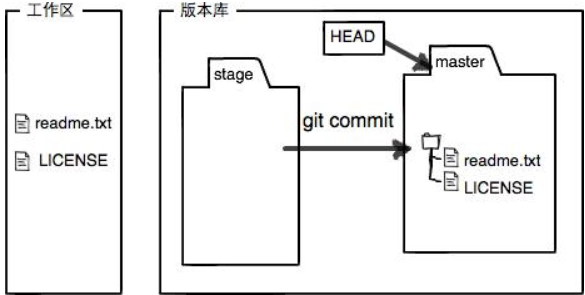 工作区
readme.txt
LICENSE
版本库
HEAD
stage
master
git commit
readme.txt
LICENSE